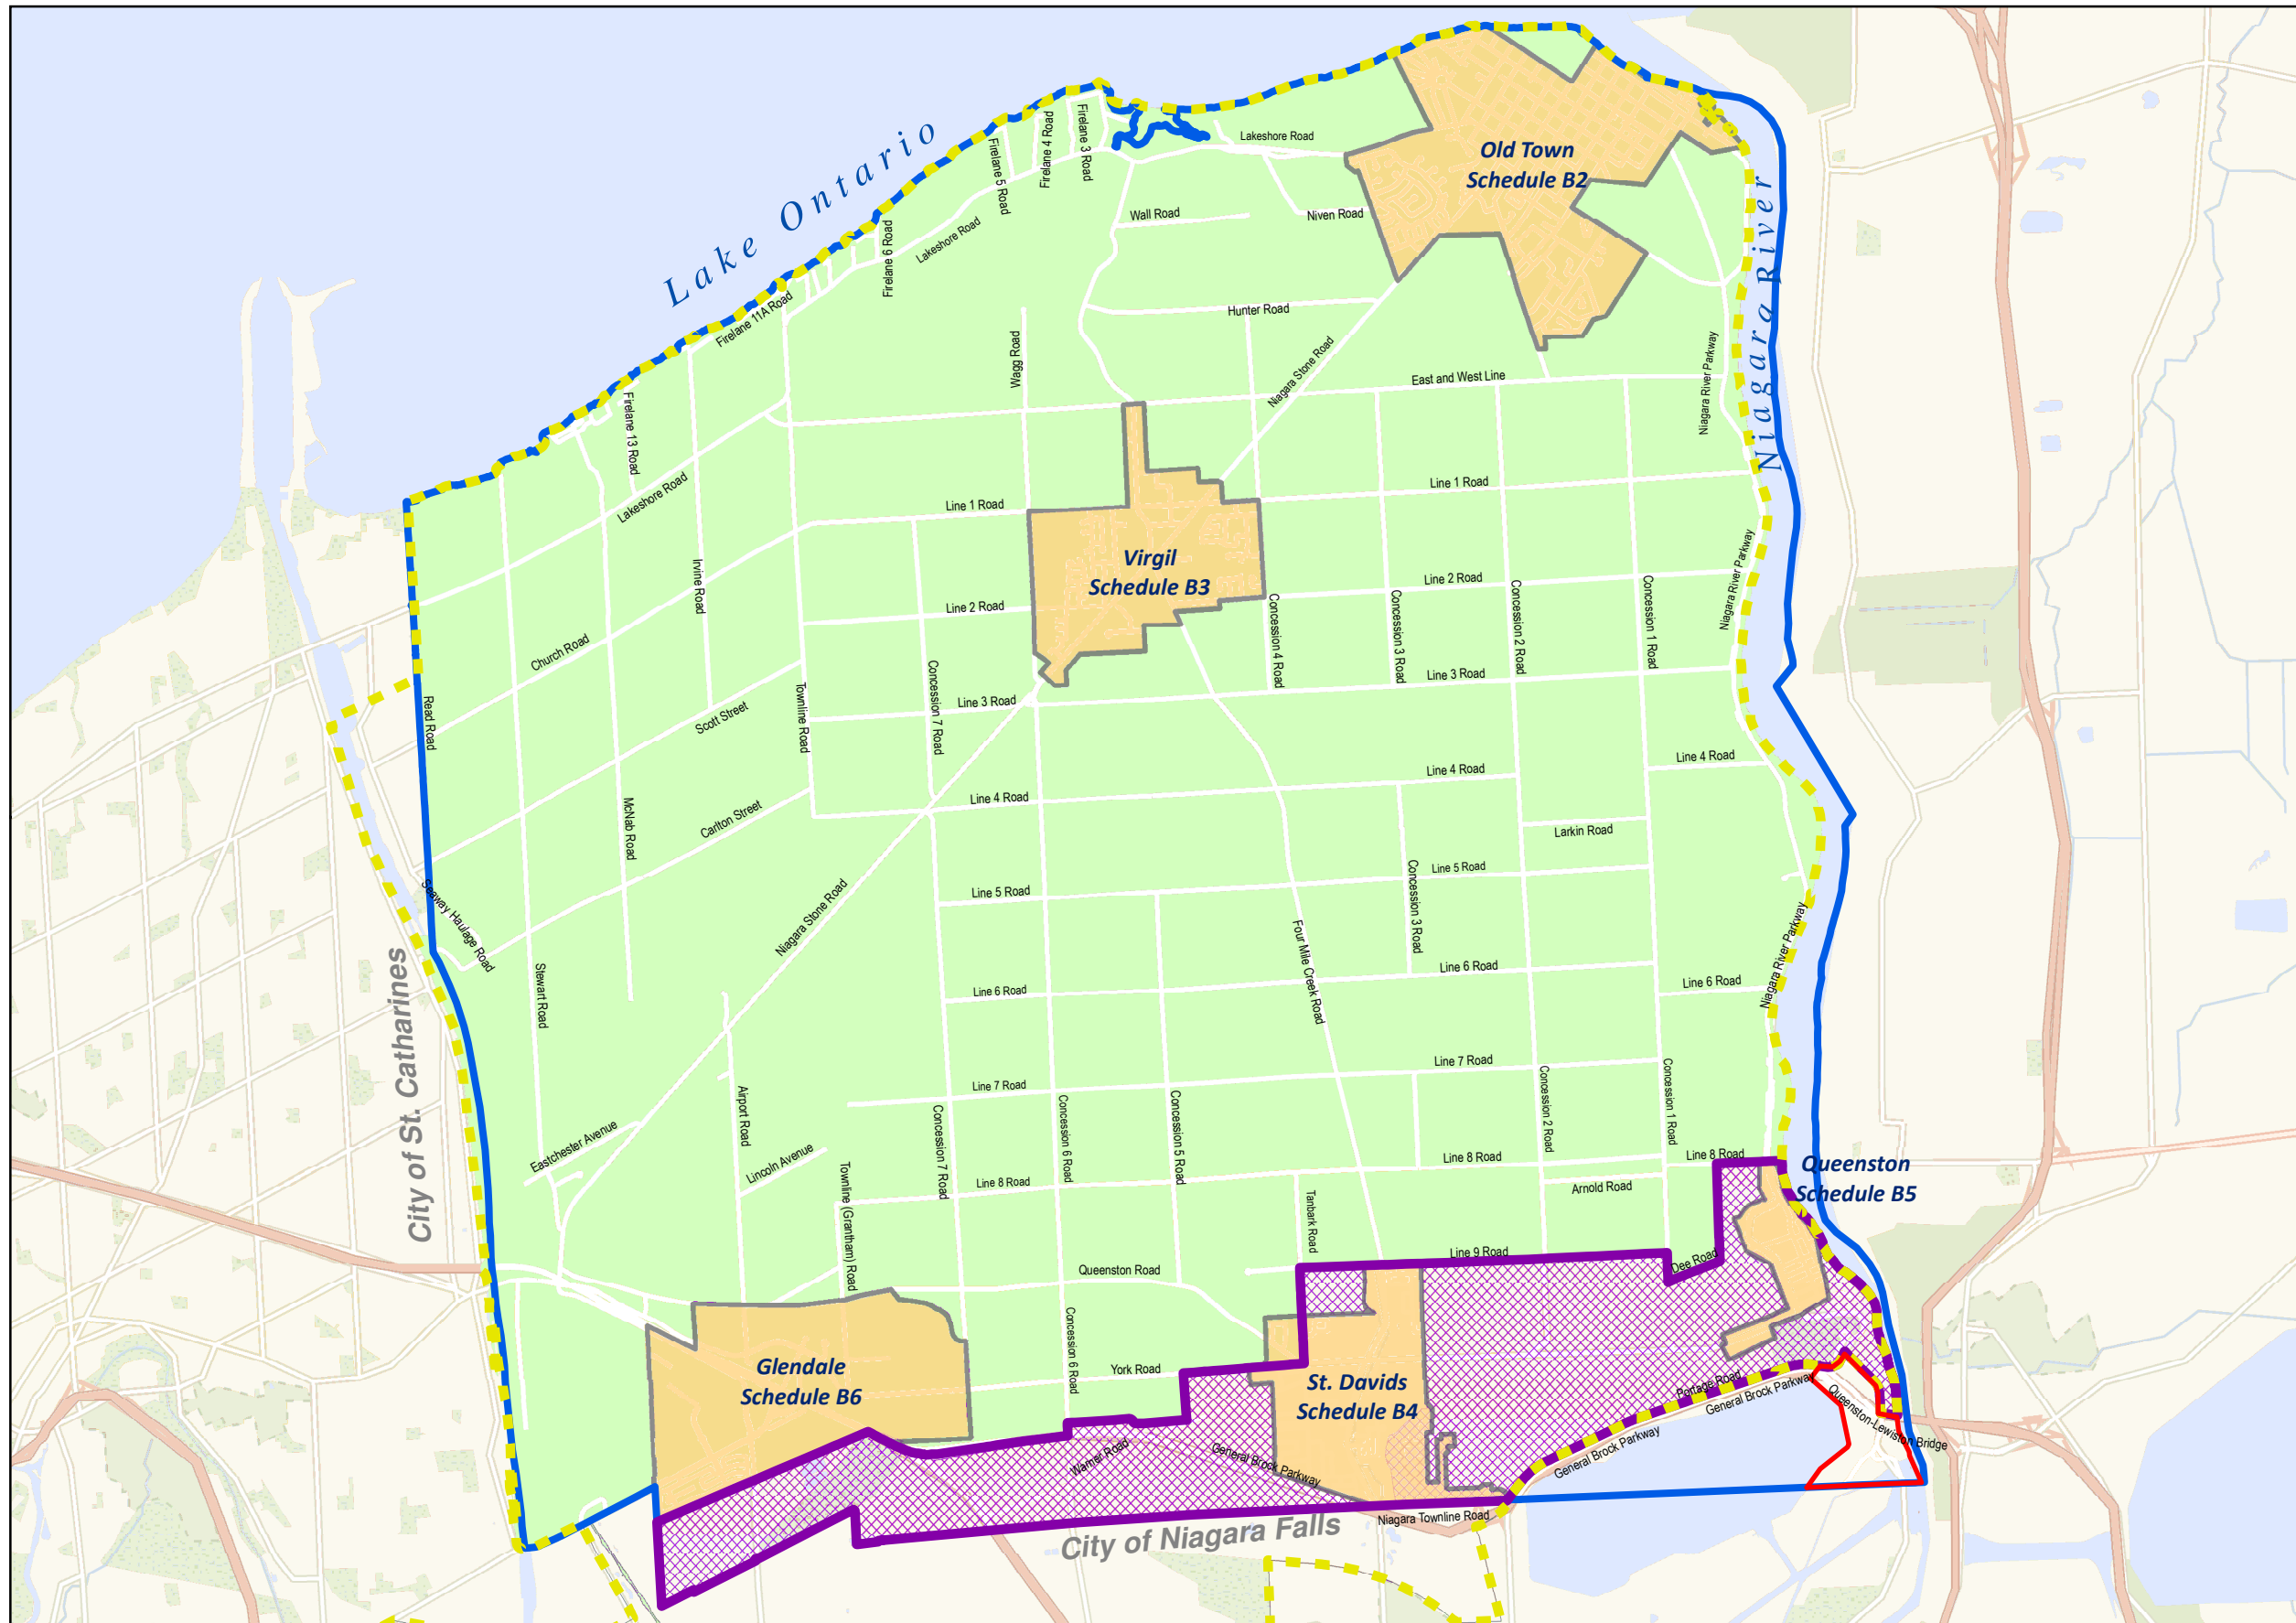 Lake Ontario
Firelane 3 Road
Firelane 4 Road
Firelane 5 Road
Lakeshore Road
Old Town
Schedule B2
Wall Road
Niven Road
Firelane 6 Road
Lakeshore Road
Niagara River
Firelane 11A Road
Hunter Road
Wagg Road
Niagara Stone Road
East and West Line
Niagara River Parkway
Firelane 13 Road
Lakeshore Road
Line 1 Road
Line 1 Road
Virgil
Schedule B3
Irvine Road
Line 2 Road
Line 2 Road
Niagara River Parkway
Concession 4 Road
Concession 3 Road
Concession 2 Road
Concession 1 Road
Church Road
Read Road
Scott Street
Townline Road
Concession 7 Road
Line 3 Road
Line 3 Road
Line 4 Road
Line 4 Road
Line 4 Road
McNab Road
Carlton Street
Larkin Road
Line 5 Road
Line 5 Road
Concession 3 Road
Seaway Haulage Road
Niagara Stone Road
Four Mile Creek Road
Niagara River Parkway
City of St. Catharines
Stewart Road
Line 6 Road
Line 6 Road
Line 6 Road
Line 7 Road
Line 7 Road
Airport Road
Eastchester Avenue
Lincoln Avenue
Concession 7 Road
Concession 6 Road
Concession 5 Road
Concession 2 Road
Concession 1 Road
Townline (Grantham) Road
Line 8 Road
Line 8 Road
Line 8 Road
Arnold Road
Queenston
Schedule B5
Tanbark Road
Line 9 Road
Dee Road
Queenston Road
Concession 6 Road
York Road
Glendale
Schedule B6
St. Davids
Schedule B4
Portage Road
General Brock Parkway
Queenston-Lewiston Bridge
Warner Road
General Brock Parkway
General Brock Parkway
Niagara Townline Road
City of Niagara Falls